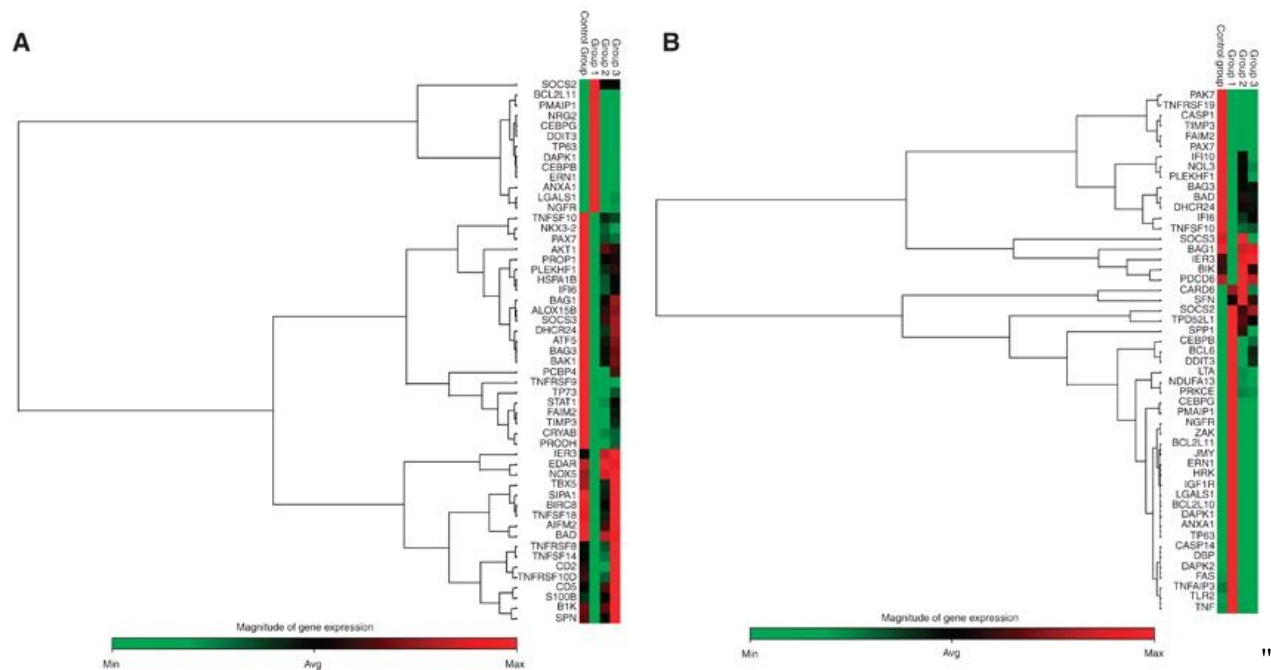 A
Control Group
Group 1
Group 2
Group 3
SOCS2
BCL2L11
PMAIP1
NRG2
CEBPG
DDIT3
TP63
DAPK1
CEBPB
ERN1
ANXA1
LGALS1
NGFR
TNFSF10
NKX3-2
PAX7
AKT1
PROP1
PLEKHF1
HSPA1B
IFI6
BAG1
ALOX15B
SOCS3
DHCR24
ATF5
BAG3
BAK1
PCBP4
TNFRSF9
TP73
STAT1
FAIM2
TIMP3
CRYAB
PRODH
IER3
EDAR
NOX5
TBX5
SIPA1
BIRC8
TNFSF18
AIFM2
BAD
TNFRSF8
TNFSF14
CD2
TNFRSF10D
CD5
S100B
B1K
SPN
Magnitude of gene expression
Min
Avg
Max
B
Control group
Group 1
Group 2
Group 3
PAK7
TNFRSF19
CASP1
TIMP3
FAIM2
PAX7
IFI10
NOL3
PLEKHF1
BAG3
BAD
DHCR24
IFI6
TNFSF10
SOCS3
BAG1
IER3
BIK
PDCD6
CARD6
SFN
SOCS2
TPD52L1
SPP1
CEBPB
BCL6
DDIT3
LTA
NDUFA13
PRKCE
CEBPG
PMAIP1
NGFR
ZAK
BCL2L11
JMY
ERN1
HRK
IGF1R
LGALS1
BCL2L10
DAPK1
ANXA1
TP63
CASP14
DBP
DAPK2
FAS
TNFAIP3
TLR2
TNF
Magnitude of gene expression
Min
Avg
Max
"